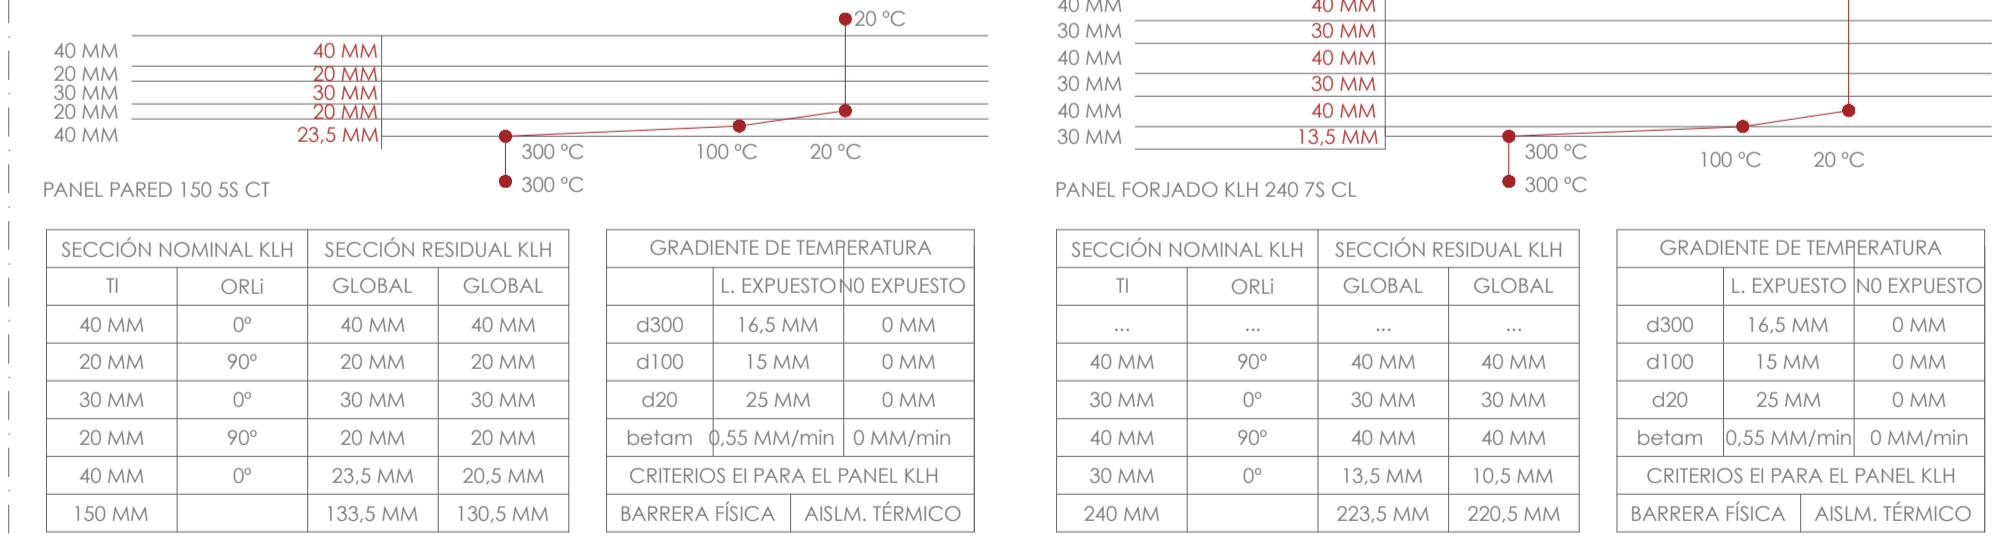 20 ºC
40 MM 40 MM
20 MM 20 MM
30 MM 30 MM
20 MM 20 MM
40 MM 23,5 MM
300 ºC 100 ºC 20 ºC
300 ºC
PANEL PARED 150 5S CT
SECCIÓN NOMINAL KLH SECCIÓN RESIDUAL KLH
TI ORLi GLOBAL GLOBAL
40 MM 0º 40 MM 40 MM
20 MM 90º 20 MM 20 MM
30 MM 0º 30 MM 30 MM
20 MM 90º 20 MM 20 MM
40 MM 0º 23,5 MM 20,5 MM
150 MM 133,5 MM 130,5 MM
GRADIENTE DE TEMPERATURA
L. EXPUESTO N0 EXPUESTO
d300 16,5 MM 0 MM
d100 15 MM 0 MM
d20 25 MM 0 MM
betam 0,55 MM/min 0 MM/min
CRITERIOS EI PARA EL PANEL KLH
BARRERA FÍSICA AISLM. TÉRMICO
40 MM 40 MM
30 MM 30 MM
40 MM 40 MM
30 MM 30 MM
40 MM 40 MM
30 MM 13,5 MM
300 ºC 100 ºC 20 ºC
300 ºC
PANEL FORJADO KLH 240 7S CL
SECCIÓN NOMINAL KLH SECCIÓN RESIDUAL KLH
TI ORLi GLOBAL GLOBAL
... ... ... ...
40 MM 90º 40 MM 40 MM
30 MM 0º 30 MM 30 MM
40 MM 90º 40 MM 40 MM
30 MM 0º 13,5 MM 10,5 MM
240 MM 223,5 MM 220,5 MM
GRADIENTE DE TEMPERATURA
L. EXPUESTO N0 EXPUESTO
d300 16,5 MM 0 MM
d100 15 MM 0 MM
d20 25 MM 0 MM
betam 0,55 MM/min 0 MM/min
CRITERIOS EI PARA EL PANEL KLH
BARRERA FÍSICA AISLM. TÉRMICO